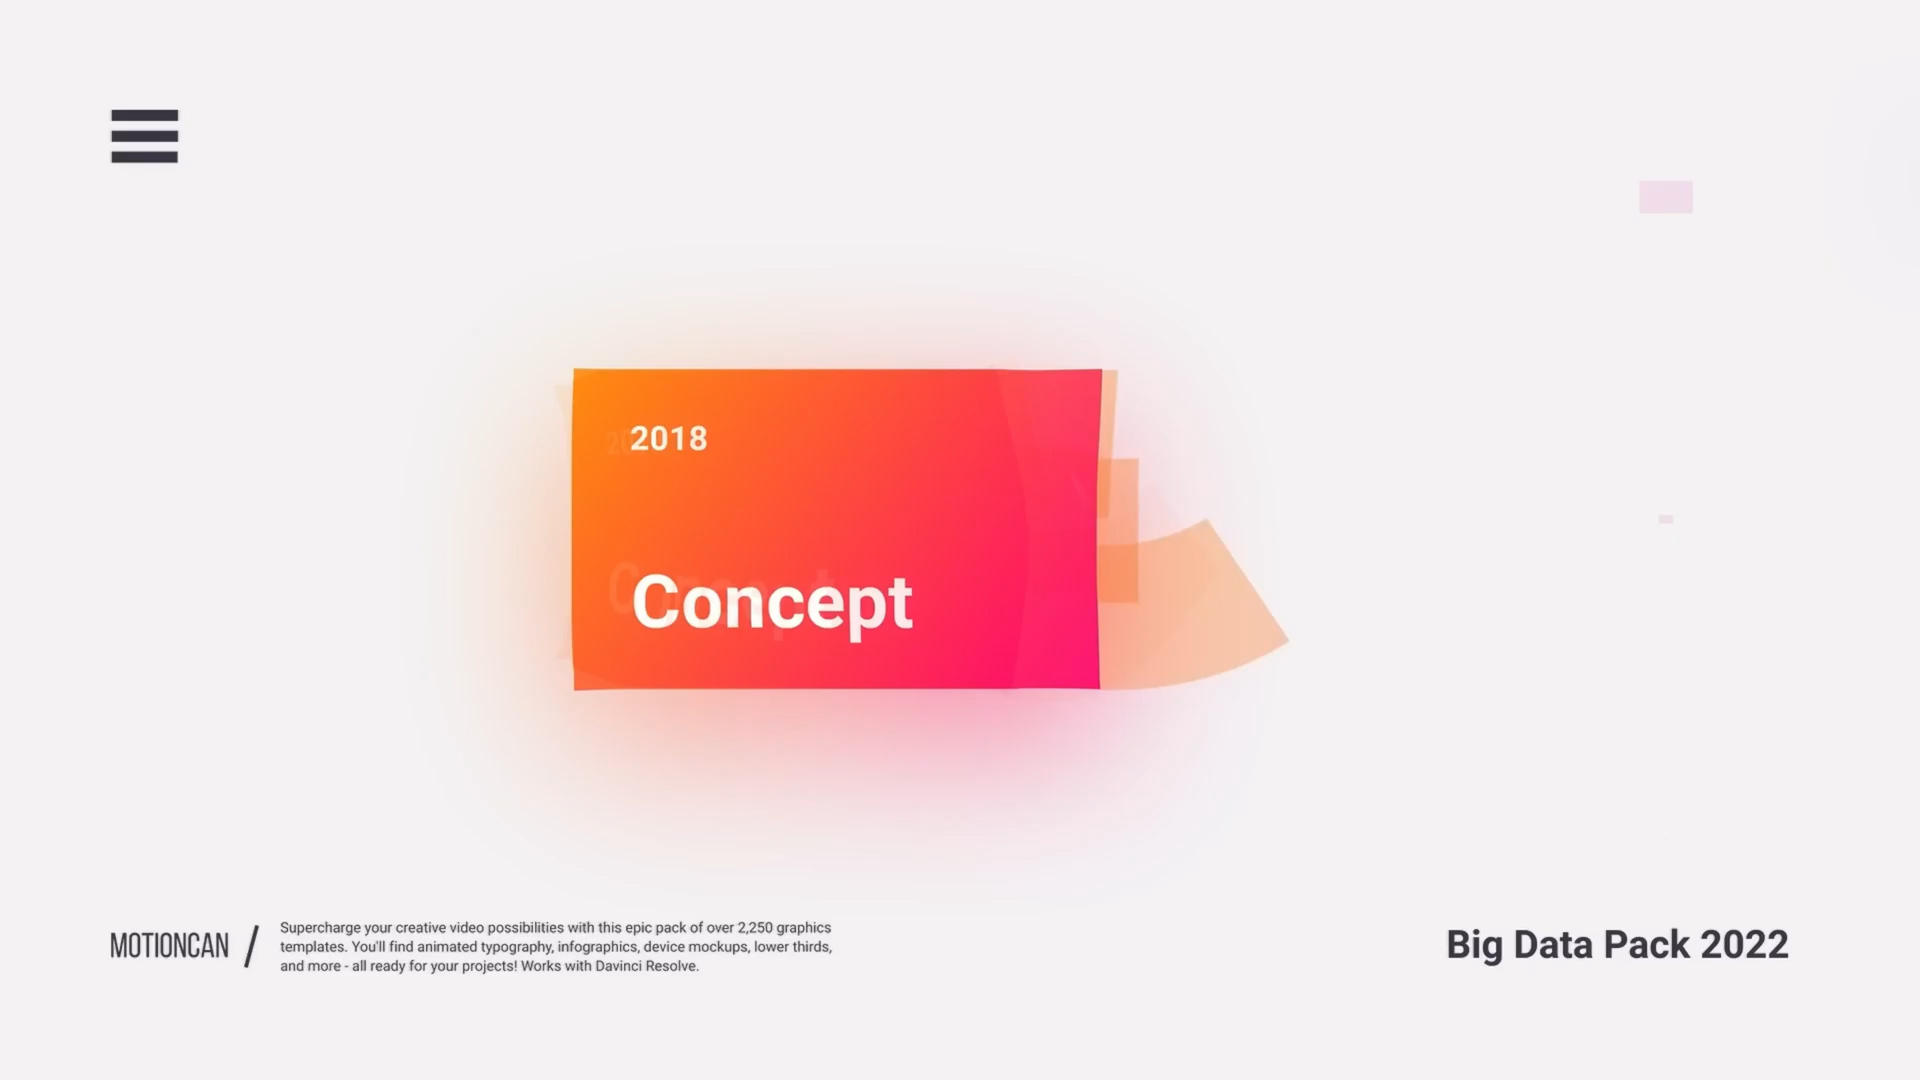 2018
Concept
MOTIONCAN /
Supercharge your creative video possibilities with this epic pack of over 2,250 graphics
templates. You'll find animated typography, infographics, device mockups, lower thirds,
and more - all ready for your projects! Works with Davinci Resolve.
Big Data Pack 2022